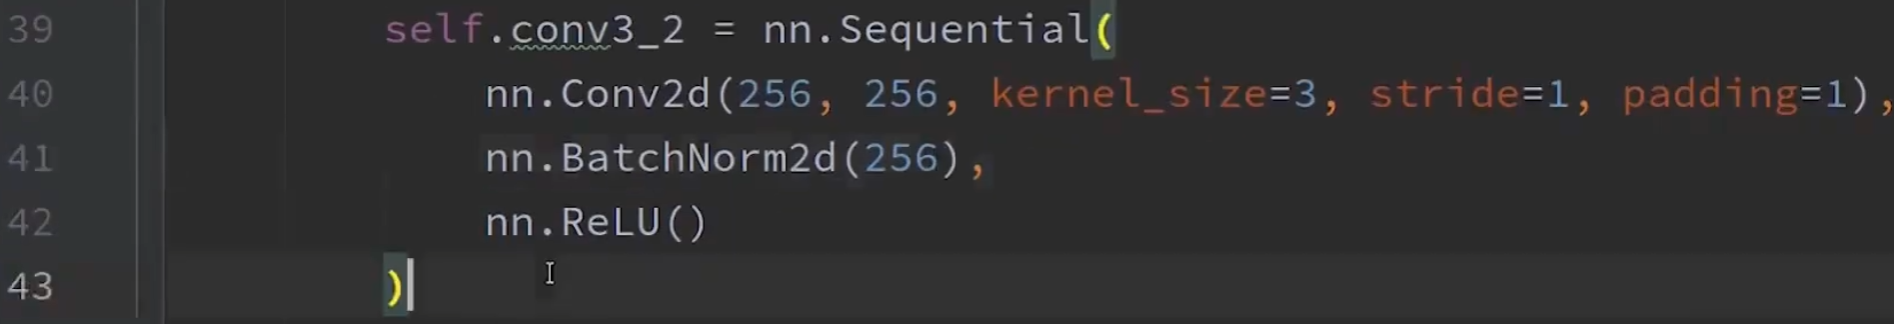 39 self.conv3_2 = nn.Sequential(
40 nn.Conv2d(256, 256, kernel_size=3, stride=1, padding=1),
41 nn.BatchNorm2d(256),
42 nn.ReLU()
43 )